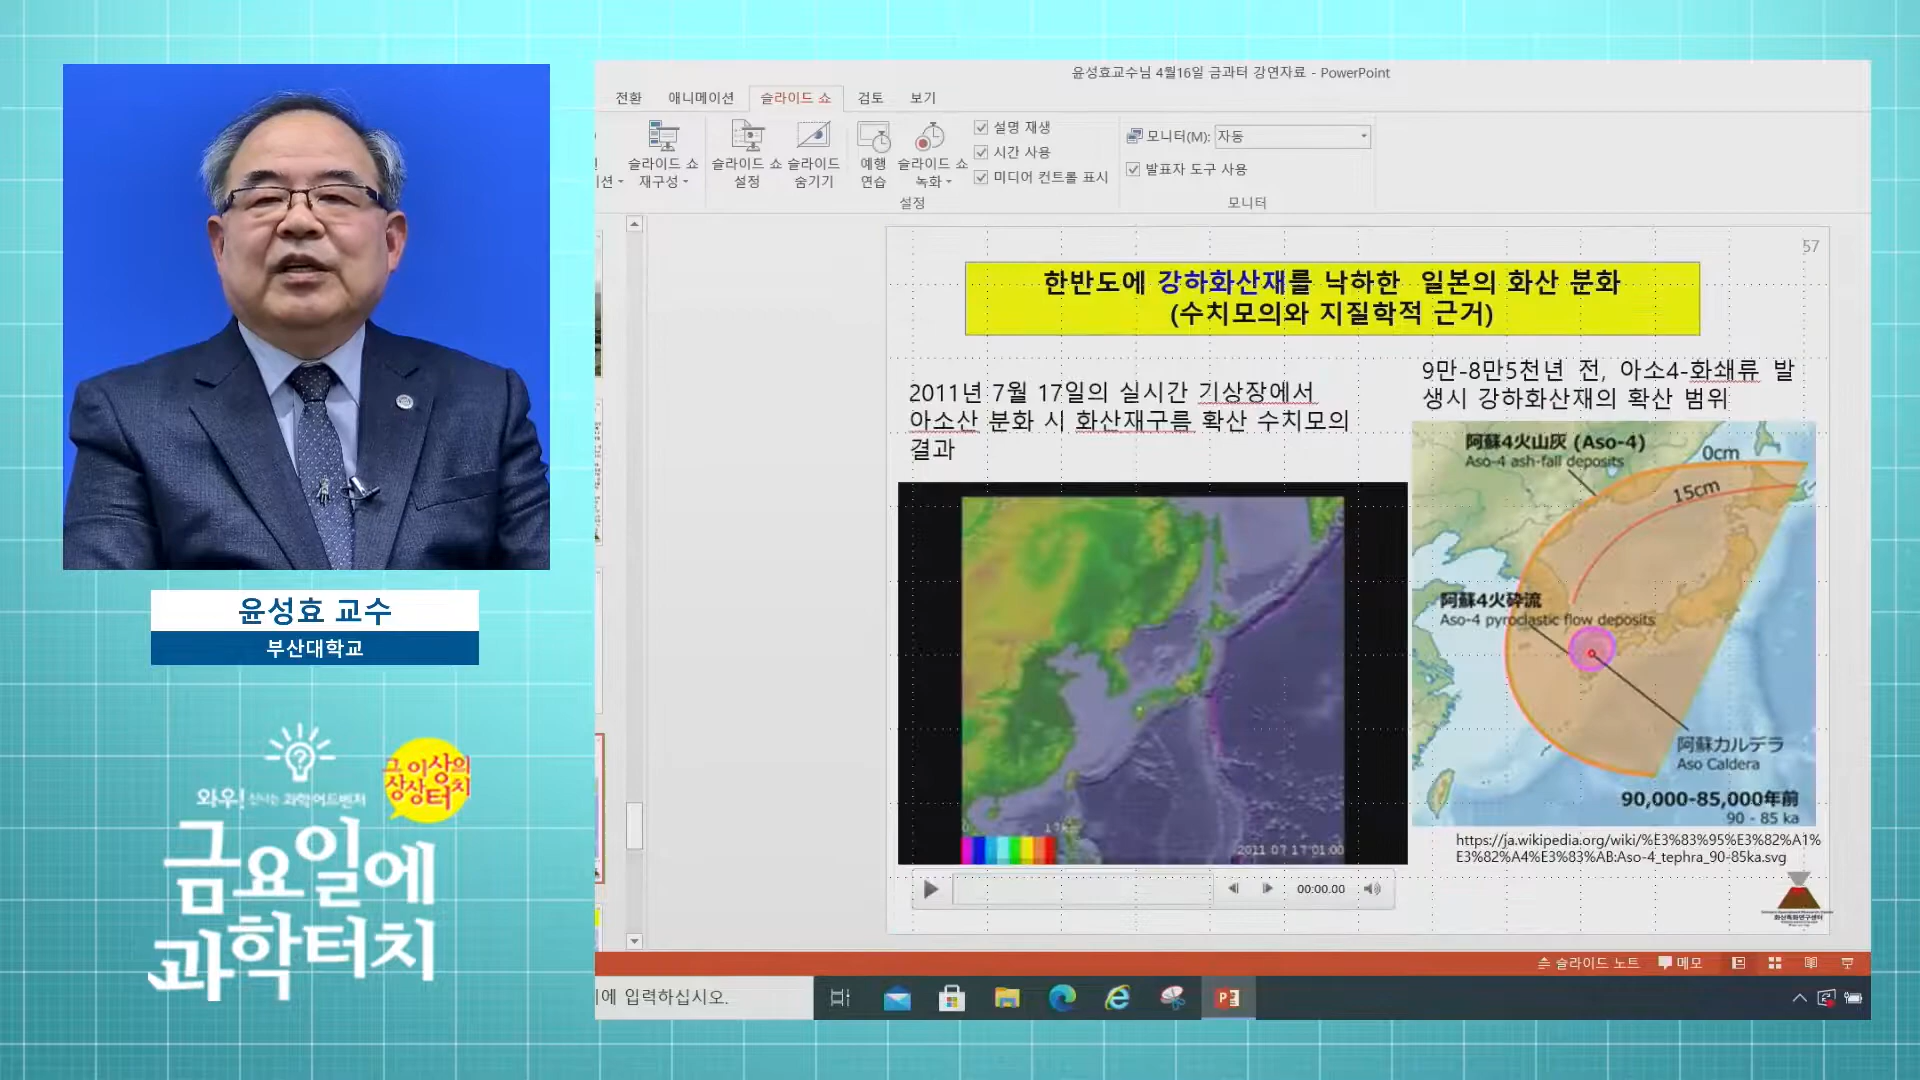 윤성효교수님 4월16일 금과터 강연자료 - PowerPoint
전환 애니메이션 슬라이드 쇼 검토 보기
슬라이드 쇼
재구성
슬라이드 쇼
설정
슬라이드
숨기기
예행
연습
슬라이드 쇼
녹화
설명 재생
시간 사용
미디어 컨트롤 표시
설정
모니터(M): 자동
발표자 도구 사용
모니터
57
한반도에 강하화산재를 낙하한 일본의 화산 분화
(수치모의와 지질학적 근거)
2011년 7월 17일의 실시간 기상장에서
아소산 분화 시 화산재구름 확산 수치모의
결과
9만-8만5천년 전, 아소4-화쇄류 발
생시 강하화산재의 확산 범위
阿蘇4火山灰 (Aso-4)
Aso-4 ash-fall deposits
0cm
15cm
阿蘇4火砕流
Aso-4 pyroclastic flow deposits
阿蘇カルデラ
Aso Caldera
90,000-85,000年前
90 - 85 ka
2011 07 17 01:00
https://ja.wikipedia.org/wiki/%E3%83%95%E3%82%A1%
E3%82%A4%E3%83%AB:Aso-4_tephra_90-85ka.svg
00:00.00
슬라이드 노트 메모
에 입력하십시오.
윤성효 교수
부산대학교
와우! 신나는 과학어드벤처
그 이상의
상상터치
금요일에
과학터치